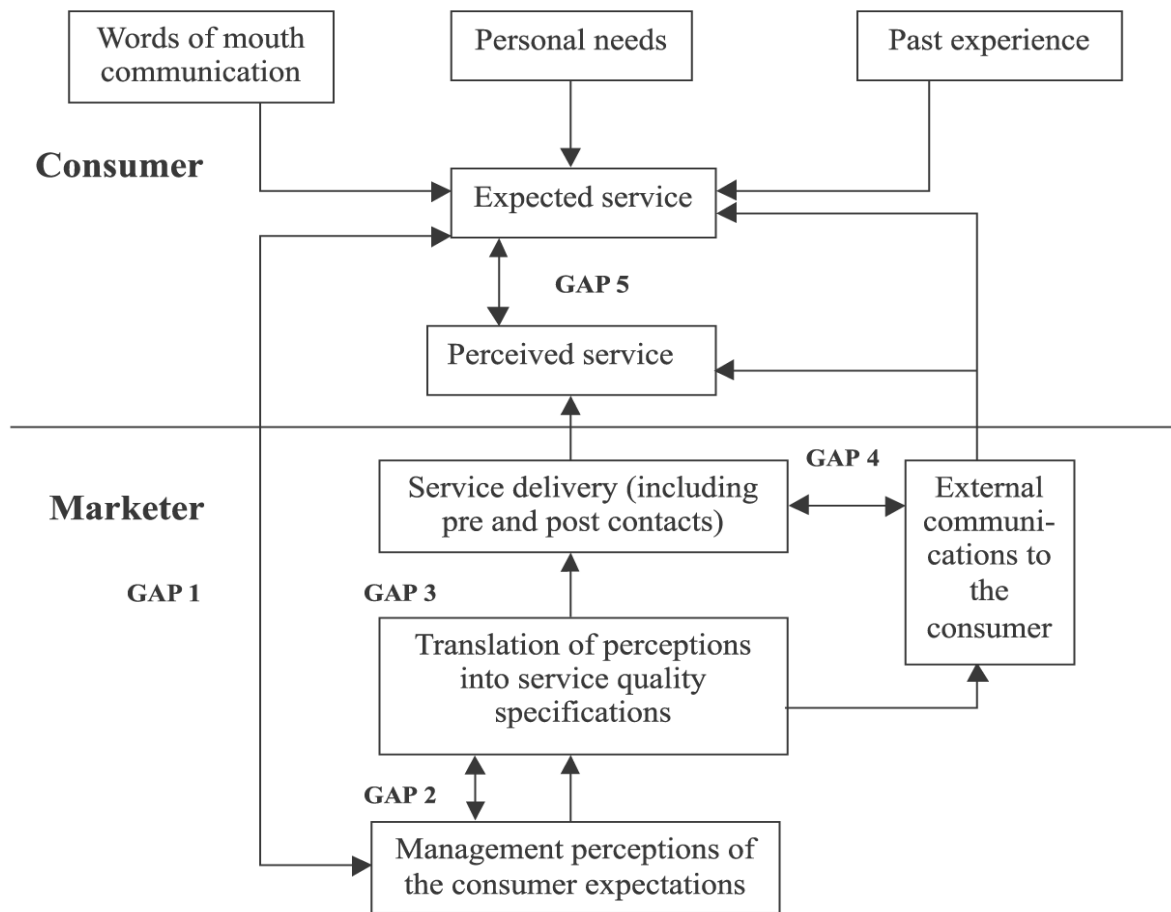 Words of mouth
communication
Personal needs
Past experience
Consumer
Expected service
GAP 5
Perceived service
Marketer
Service delivery (including
pre and post contacts)
GAP 4
External
communi-
cations to
the
consumer
GAP 1
GAP 3
Translation of perceptions
into service quality
specifications
GAP 2
Management perceptions of
the consumer expectations